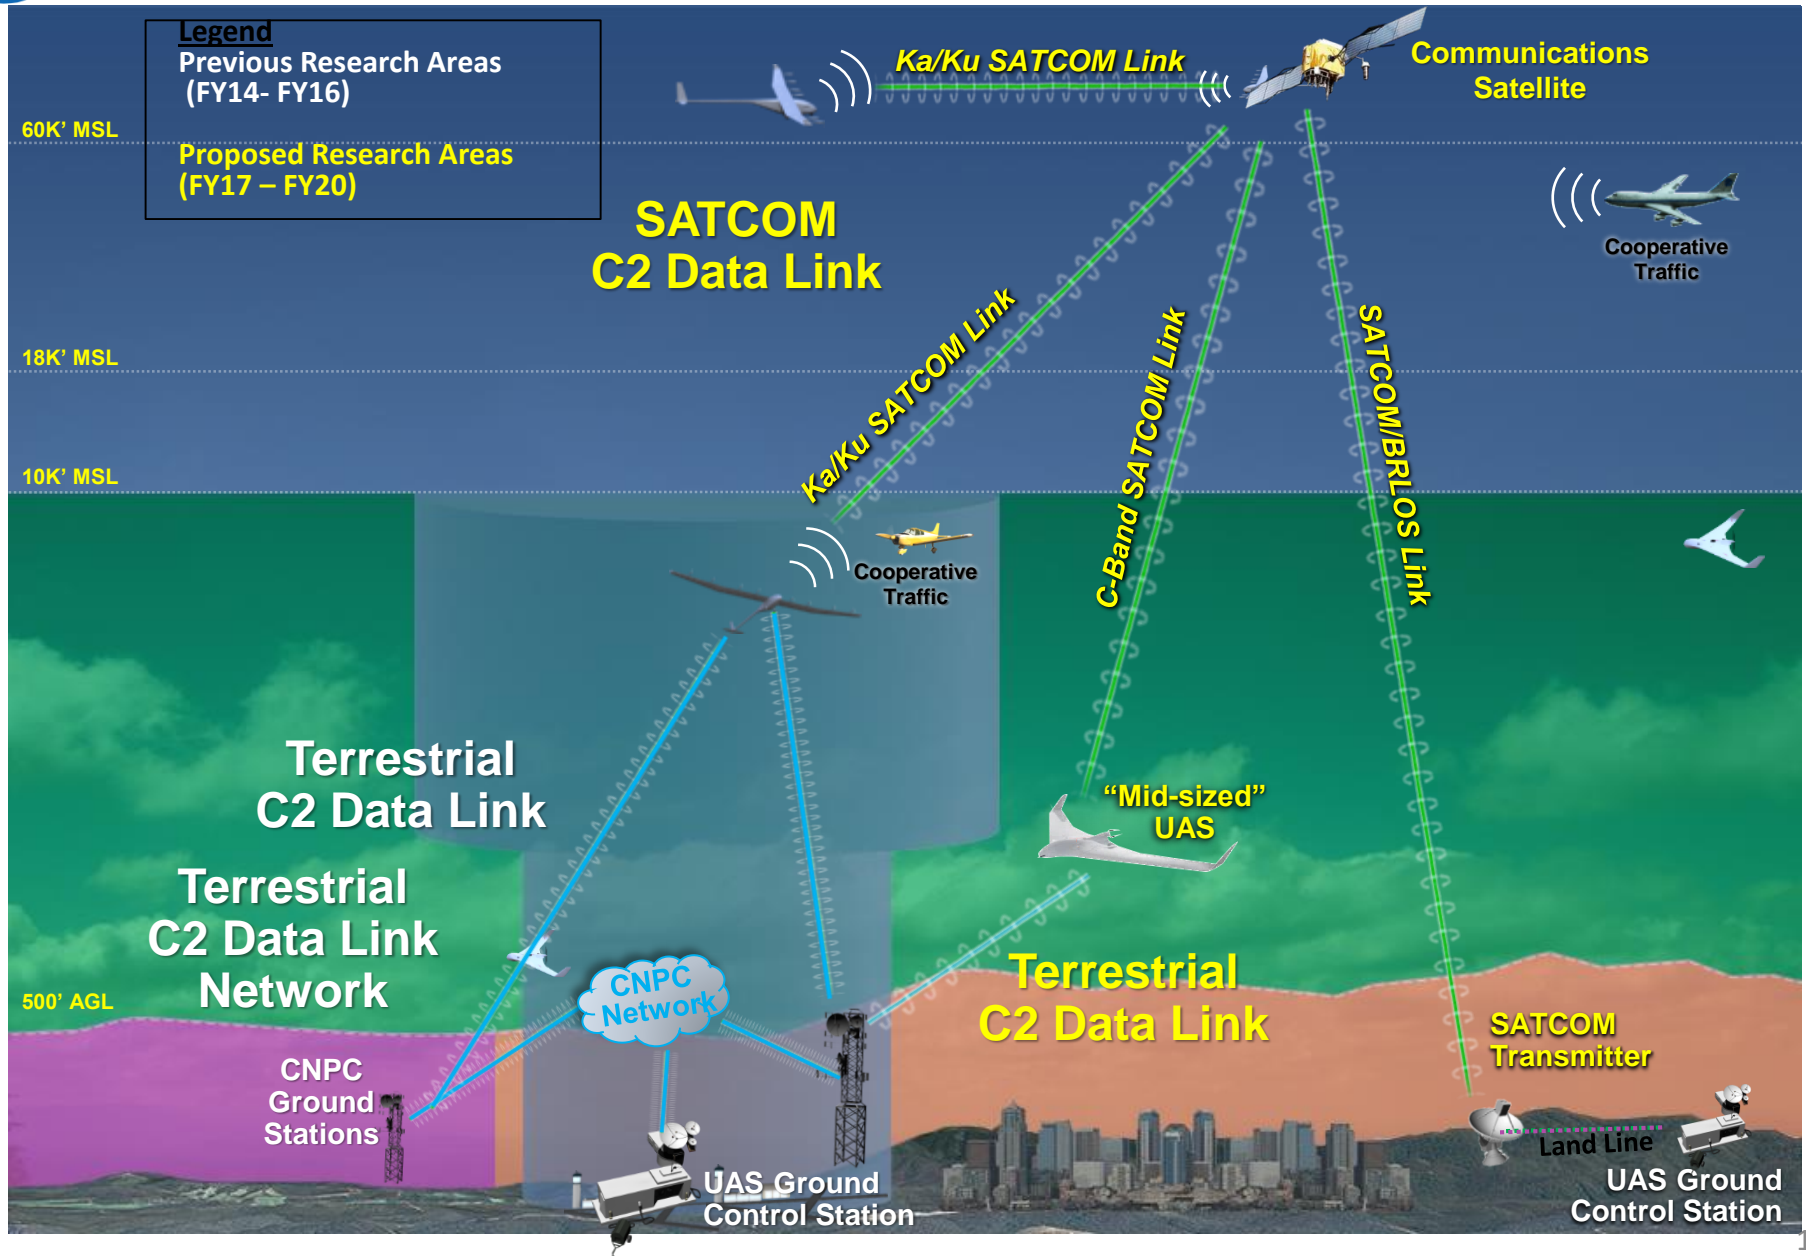 Legend
Previous Research Areas
(FY14- FY16)
Proposed Research Areas
(FY17 – FY20)
Ka/Ku SATCOM Link
Communications
Satellite
60K' MSL
SATCOM
C2 Data Link
Cooperative
Traffic
18K' MSL
Ka/Ku SATCOM Link
C-Band SATCOM Link
SATCOM/BRLOS Link
10K' MSL
Cooperative
Traffic
Terrestrial
C2 Data Link
“Mid-sized”
UAS
Terrestrial
C2 Data Link
Network
CNPC
Network
Terrestrial
C2 Data Link
500' AGL
SATCOM
Transmitter
CNPC
Ground
Stations
Land Line
UAS Ground
Control Station
UAS Ground
Control Station
1